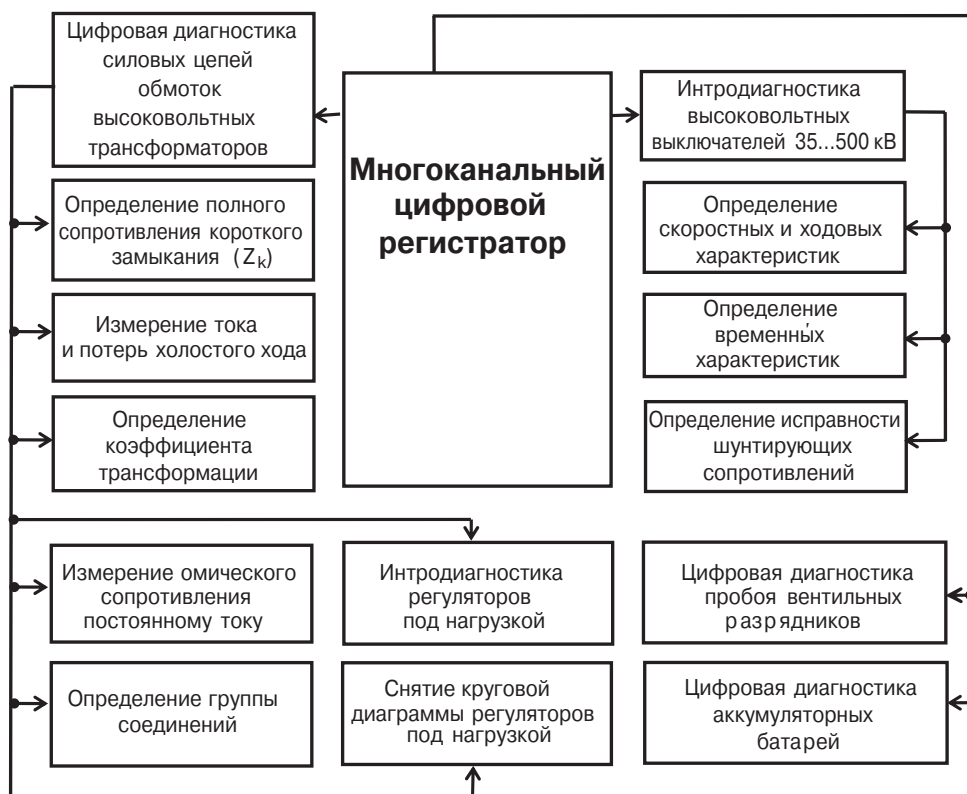 Цифровая диагностика
силовых цепей
обмоток
высоковольтных
трансформаторов
Многоканальный
цифровой
регистратор
Интродиагностика
высоковольтных
выключателей 35...500 кВ
Определение полного
сопротивления короткого
замыкания (Zk)
Определение
скоростных и ходовых
характеристик
Измерение тока
и потерь холостого хода
Определение
временны́х
характеристик
Определение
коэффициента
трансформации
Определение исправности
шунтирующих
сопротивлений
Измерение омического
сопротивления
постоянному току
Интродиагностика
регуляторов
под нагрузкой
Цифровая диагностика
пробоя вентильных
разрядников
Определение группы
соединений
Снятие круговой
диаграммы регуляторов
под нагрузкой
Цифровая диагностика
аккумуляторных
батарей